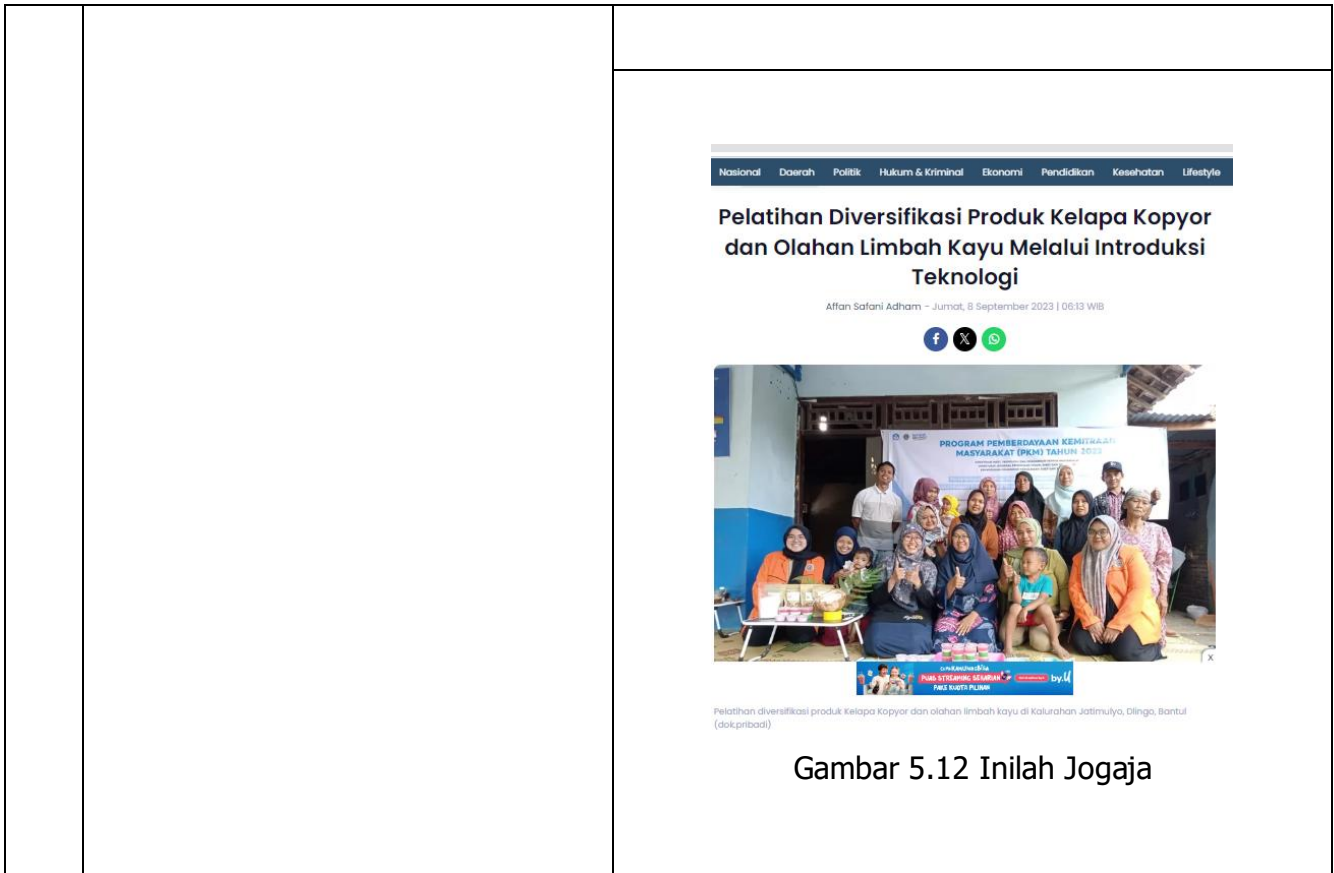 Nasional Daerah Politik Hukum & Kriminal Ekonomi Pendidikan Kesehatan Lifestyle
Pelatihan Diversifikasi Produk Kelapa Kopyor
dan Olahan Limbah Kayu Melalui Introduksi
Teknologi
Affan Safani Adham - Jumat, 8 September 2023 | 06:13 WIB
PROGRAM PEMBERDAYAAN KEMITRAAN
MASYARAKAT (PKM) TAHUN 2023
PUAS STREAMING SEHARIAN
PAKE KUOTA PILIHAN
by.U
X
Pelatihan diversifikasi produk Kelapa Kopyor dan olahan limbah kayu di Kalurahan Jatimulyo, Dlingo, Bantul
(dok.pribadi)
Gambar 5.12 Inilah Jogaja